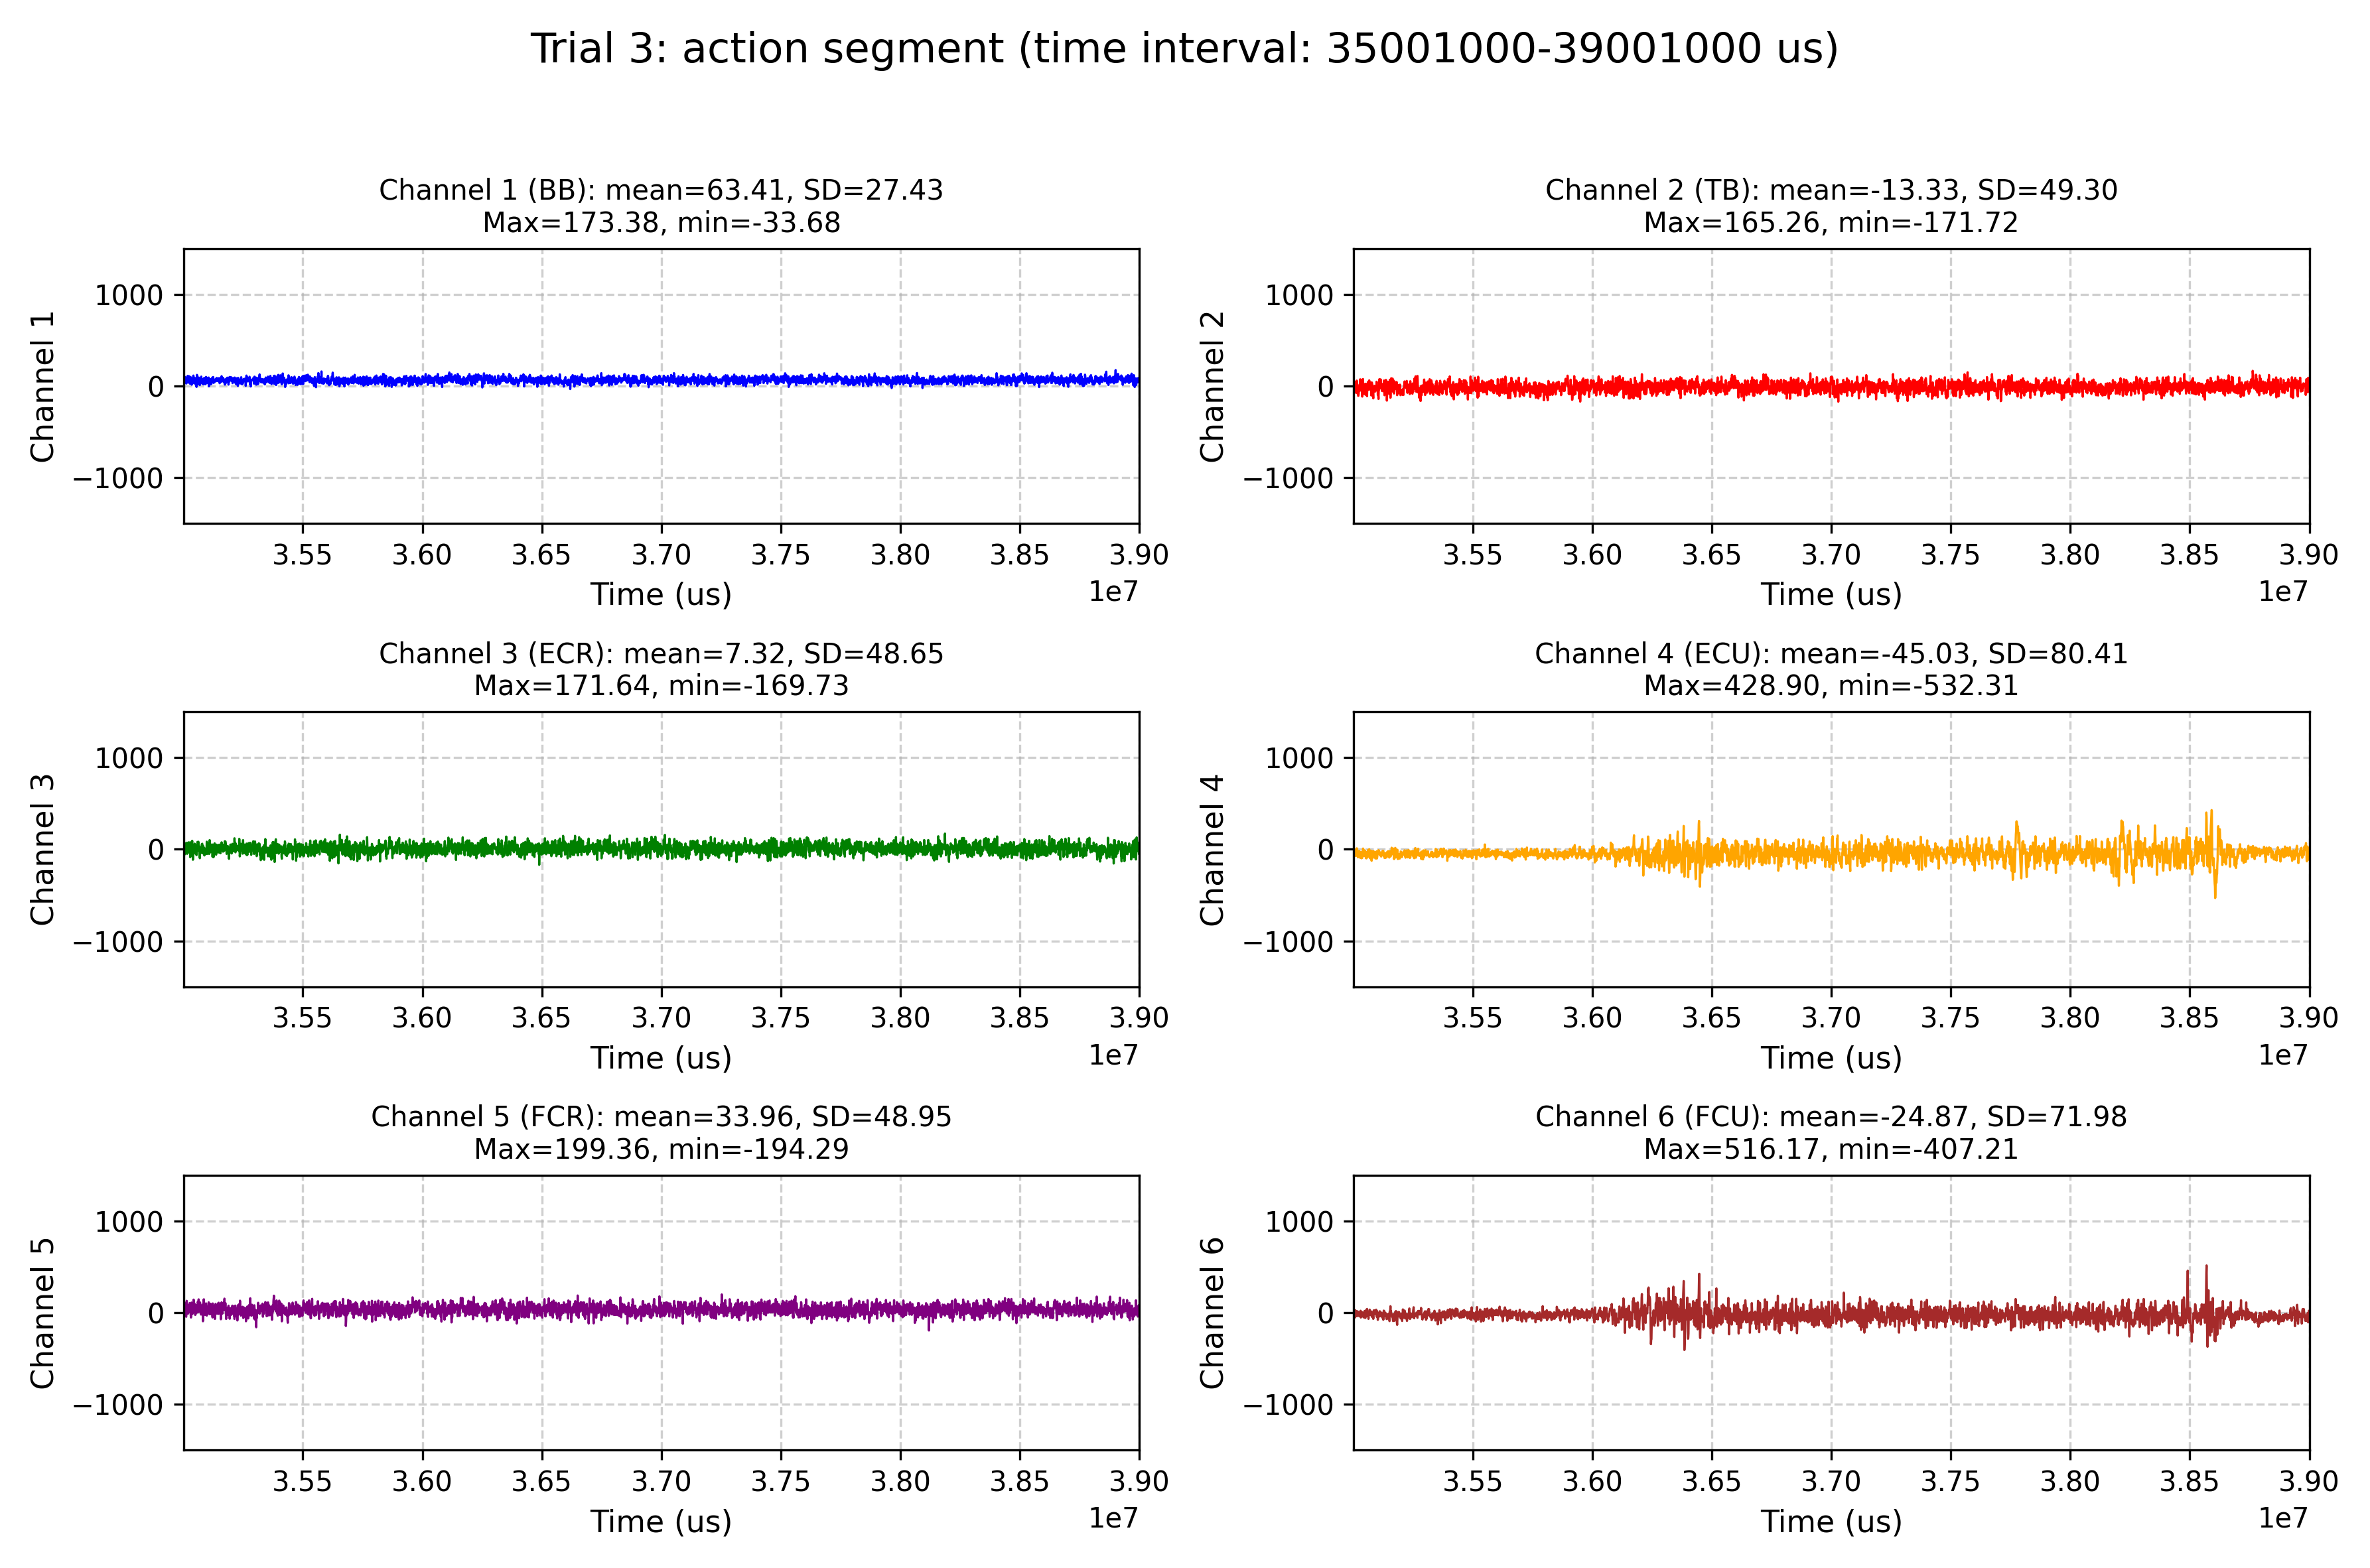 Trial 3: action segment (time interval: 35001000-39001000 us)
Channel 1 (BB): mean=63.41, SD=27.43
Max=173.38, min=-33.68
Channel 1
1000
0
−1000
3.55 3.60 3.65 3.70 3.75 3.80 3.85 3.90
Time (us)
1e7
Channel 2 (TB): mean=-13.33, SD=49.30
Max=165.26, min=-171.72
Channel 2
1000
0
−1000
3.55 3.60 3.65 3.70 3.75 3.80 3.85 3.90
Time (us)
1e7
Channel 3 (ECR): mean=7.32, SD=48.65
Max=171.64, min=-169.73
Channel 3
1000
0
−1000
3.55 3.60 3.65 3.70 3.75 3.80 3.85 3.90
Time (us)
1e7
Channel 4 (ECU): mean=-45.03, SD=80.41
Max=428.90, min=-532.31
Channel 4
1000
0
−1000
3.55 3.60 3.65 3.70 3.75 3.80 3.85 3.90
Time (us)
1e7
Channel 5 (FCR): mean=33.96, SD=48.95
Max=199.36, min=-194.29
Channel 5
1000
0
−1000
3.55 3.60 3.65 3.70 3.75 3.80 3.85 3.90
Time (us)
1e7
Channel 6 (FCU): mean=-24.87, SD=71.98
Max=516.17, min=-407.21
Channel 6
1000
0
−1000
3.55 3.60 3.65 3.70 3.75 3.80 3.85 3.90
Time (us)
1e7